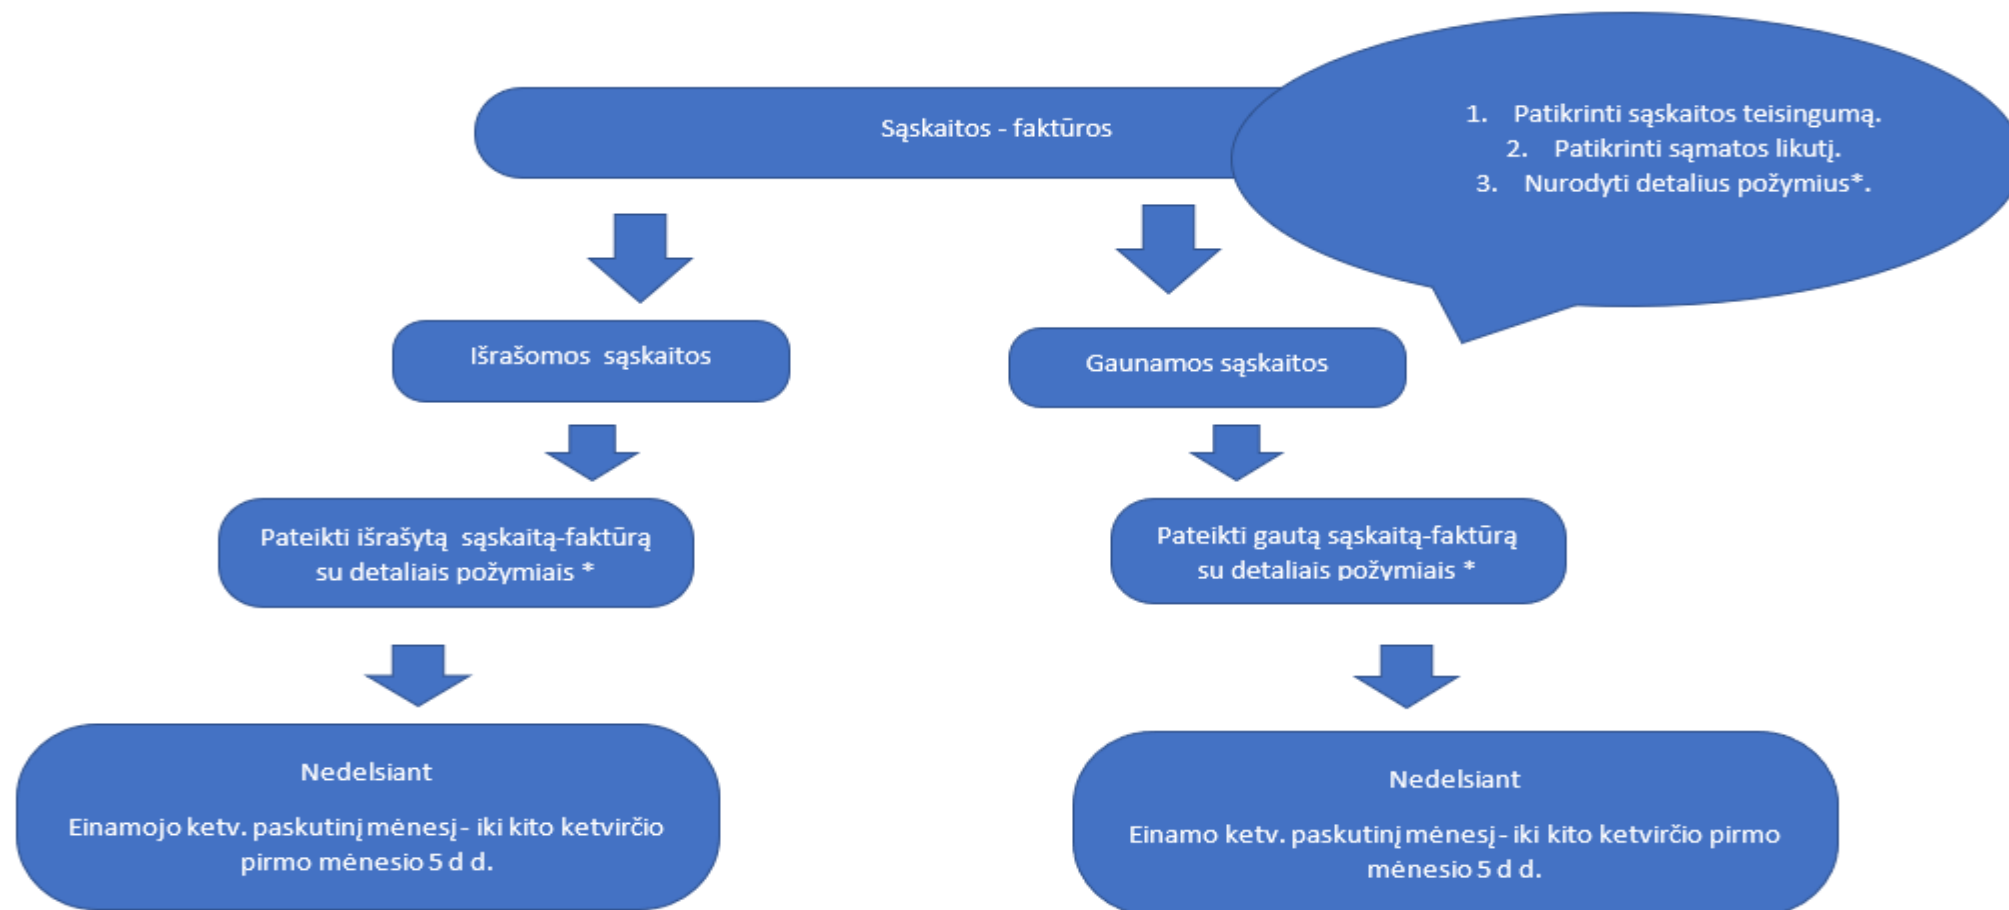 Sąskaitos - faktūros
1. Patikrinti sąskaitos teisingumą.
2. Patikrinti sąmatos likutį.
3. Nurodyti detalius požymius*.
Išrašomos sąskaitos
Gaunamos sąskaitos
Pateikti išrašytą sąskaitą-faktūrą
su detaliais požymiais *
Pateikti gautą sąskaitą-faktūrą
su detaliais požymiais *
Nedelsiant
Einamojo ketv. paskutinį mėnesį - iki kito ketvirčio
pirmo mėnesio 5 d d.
Nedelsiant
Einamo ketv. paskutinį mėnesį - iki kito ketvirčio pirmo
mėnesio 5 d d.